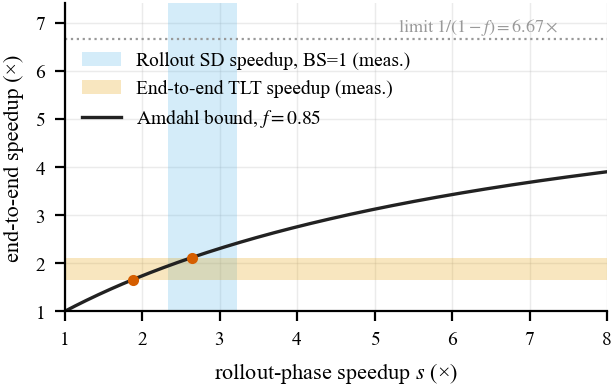 limit 1/(1−f)=6.67×
Rollout SD speedup, BS=1 (meas.)
End-to-end TLT speedup (meas.)
Amdahl bound, f=0.85
end-to-end speedup (×)
7
6
5
4
3
2
1
1 2 3 4 5 6 7 8
rollout-phase speedup s (×)